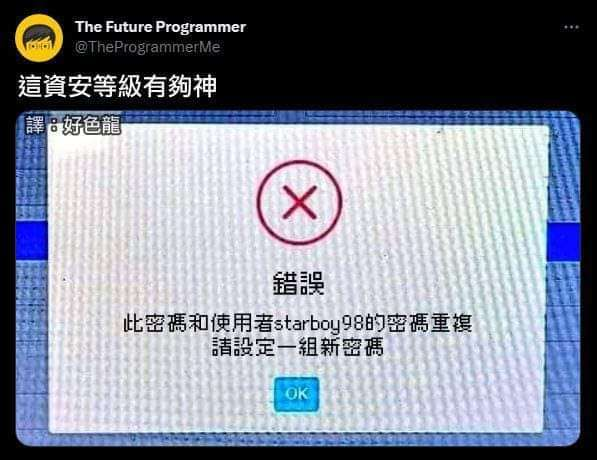 The Future Programmer
@TheProgrammerMe
這資安等級有夠神
譯：好色龍
錯誤
此密碼和使用者starboy98的密碼重複
請設定一組新密碼
OK